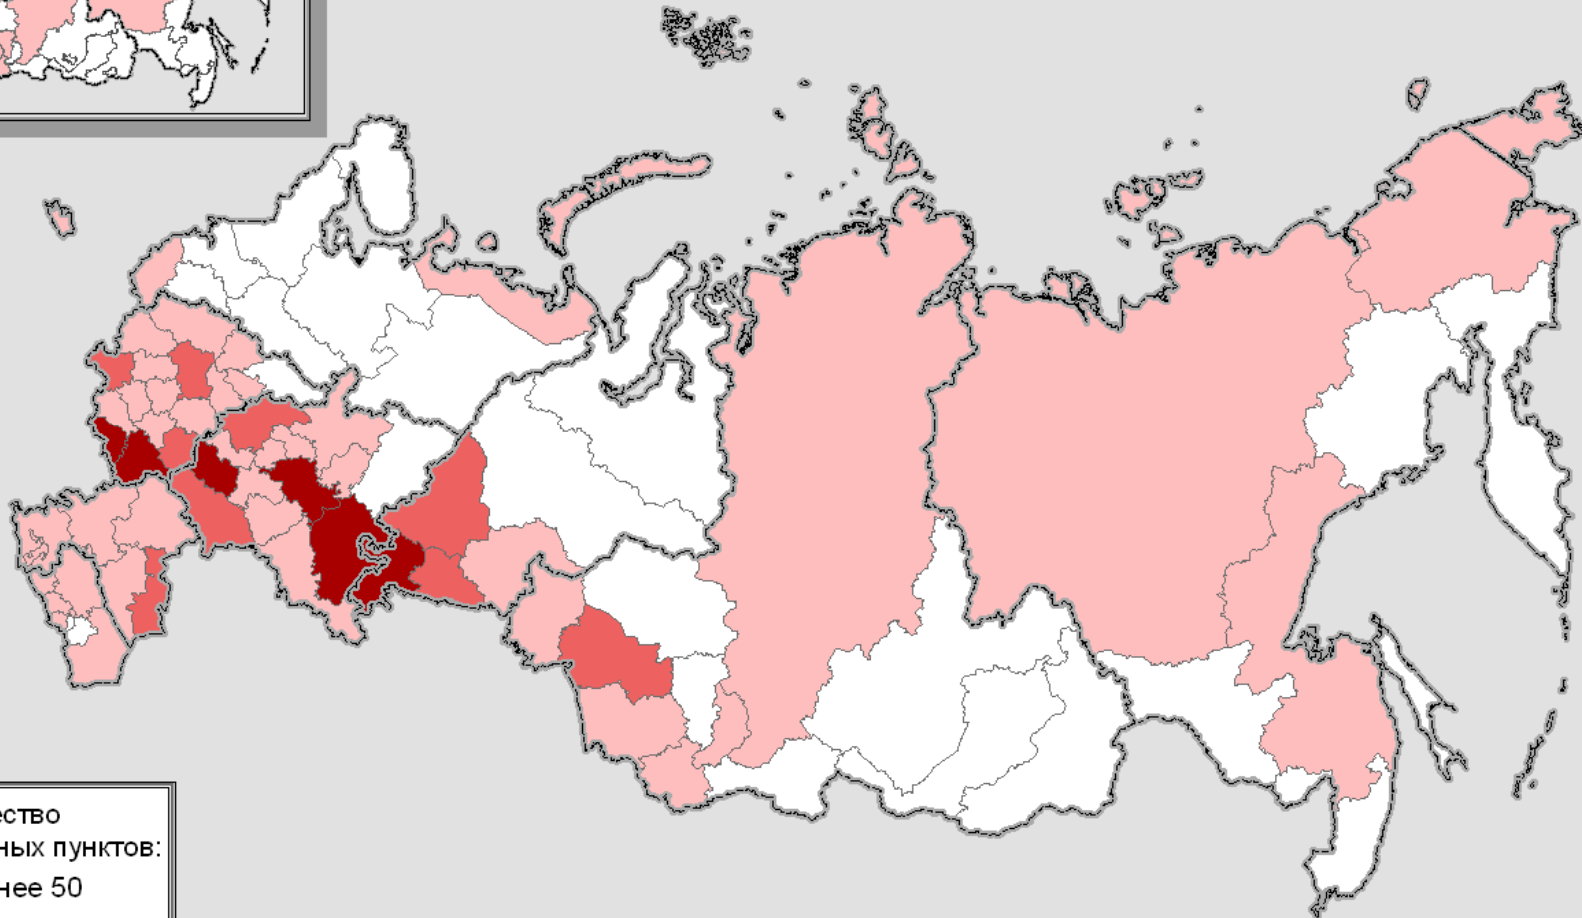 ество
ных пунктов:
нее 50